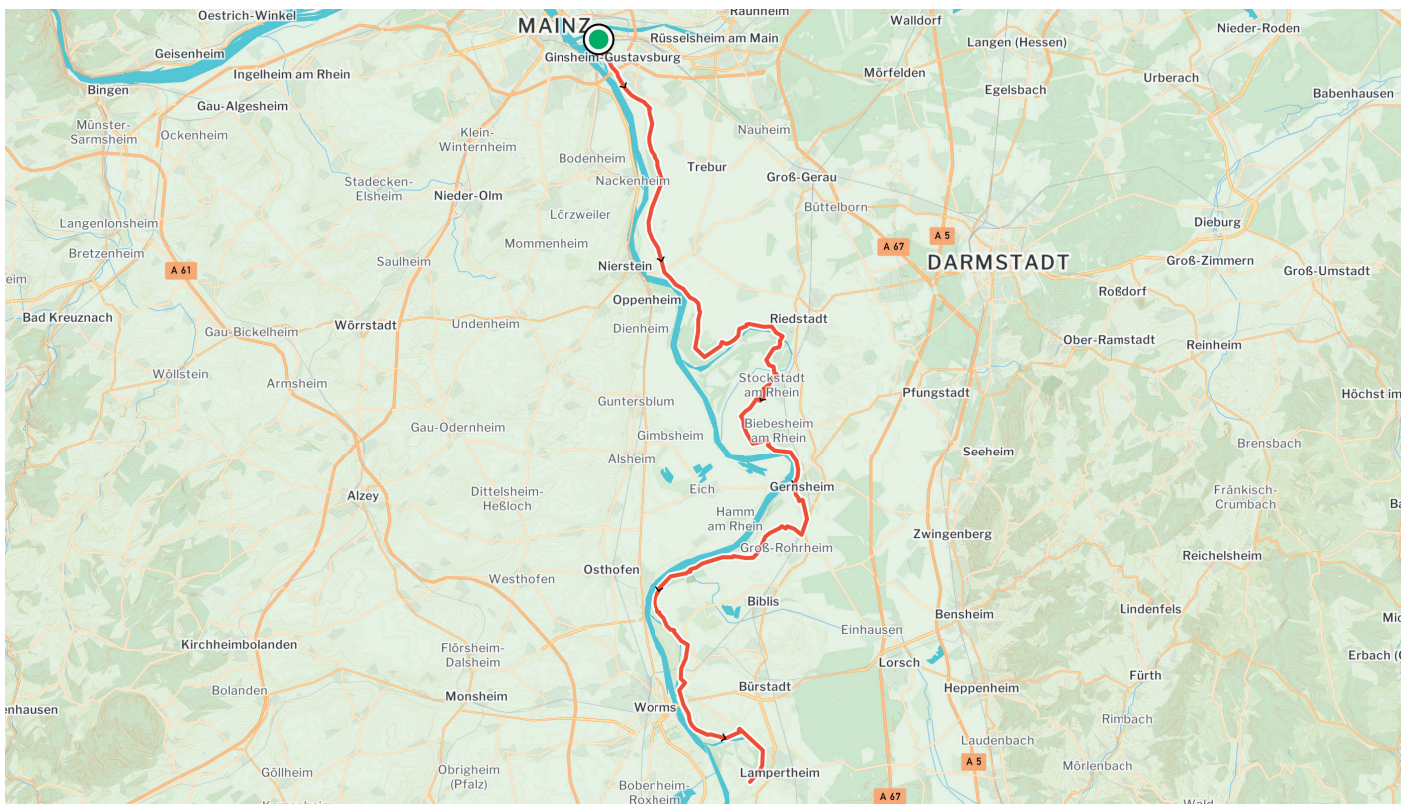 Oestrich-Winkel
MAINZ
Raunheim
Walldorf
Nieder-Roden
Rüsselsheim am Main
Langen (Hessen)
Geisenheim
Ginsheim-Gustavsburg
Ingelheim am Rhein
Mörfelden
Urberach
Bingen
Egelsbach
Babenhausen
Gau-Algesheim
Münster-
Sarmsheim
Ockenheim
Klein-
Winternheim
Nauheim
Bodenheim
Trebur
Groß-Gerau
Stadecken-
Elsheim
Nackenheim
Nieder-Olm
Büttelborn
Langenlonsheim
Lörzweiler
Dieburg
A 5
A 67
Mommenheim
Bretzenheim
Saulheim
DARMSTADT
Groß-Zimmern
A 61
Nierstein
Groß-Umstadt
eim
Roßdorf
Oppenheim
Bad Kreuznach
Gau-Bickelheim
Wörrstadt
Undenheim
Dienheim
Riedstadt
Ober-Ramstadt
Reinheim
Wöllstein
Armsheim
Stockstadt
am Rhein
Pfungstadt
Höchst im
Guntersblum
Gau-Odernheim
Gimbsheim
Biebesheim
am Rhein
Brensbach
Alsheim
Seeheim
Dittelsheim-
Heßloch
Eich
Gernsheim
Fränkisch-
Crumbach
Alzey
Ba
Hamm
am Rhein
Zwingenberg
Groß-Rohrheim
Reichelsheim
Osthofen
Westhofen
Biblis
Lindenfels
Bensheim
Mic
Einhausen
Kirchheimbolanden
Flörsheim-
Dalsheim
Lorsch
Erbach (O
Fürth
Bolanden
Monsheim
Bürstadt
Heppenheim
enhausen
Worms
Rimbach
Laudenbach
Göllheim
Obrigheim
(Pfalz)
Lampertheim
A 5
Mörlenbach
Boberheim-
Roxheim
A 67